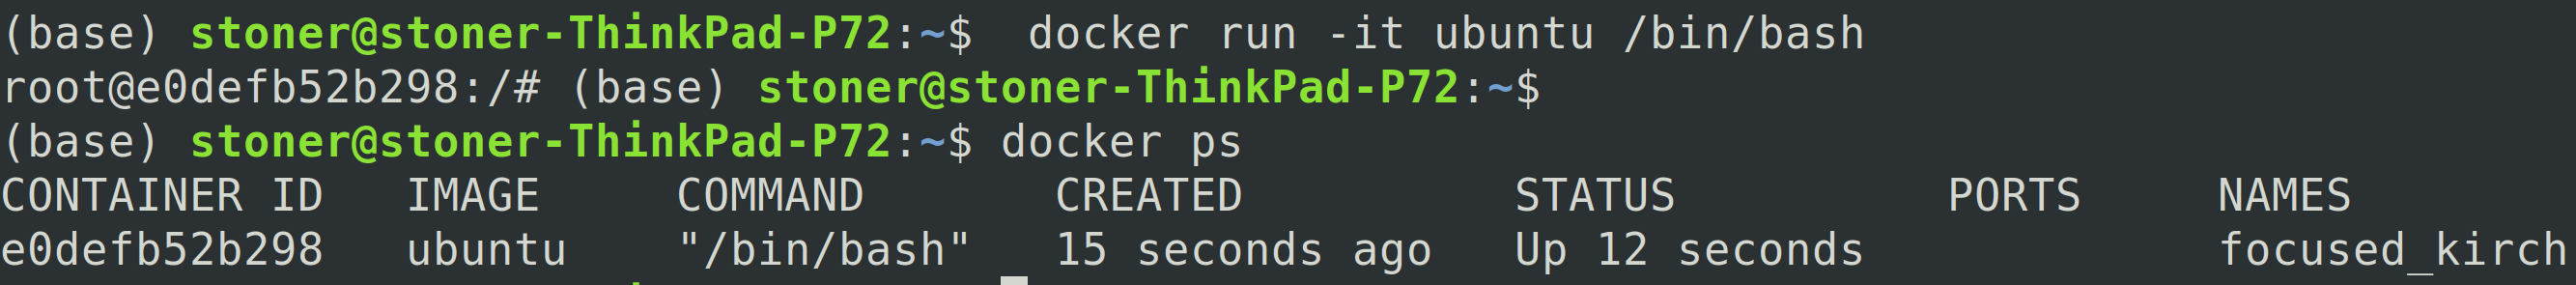 (base) stoner@stoner-ThinkPad-P72:~$  docker run -it ubuntu /bin/bash
root@e0defb52b298:/# (base) stoner@stoner-ThinkPad-P72:~$
(base) stoner@stoner-ThinkPad-P72:~$ docker ps
CONTAINER ID   IMAGE     COMMAND       CREATED          STATUS          PORTS     NAMES
e0defb52b298   ubuntu    "/bin/bash"   15 seconds ago   Up 12 seconds             focused_kirch